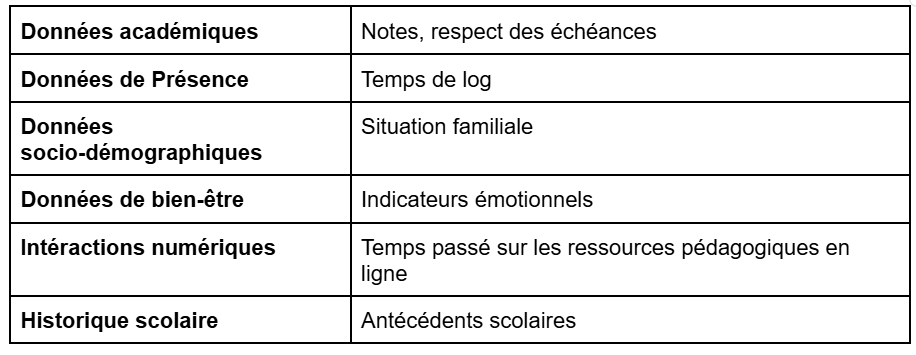 Données académiques
Notes, respect des échéances
Données de Présence
Temps de log
Données
socio-démographiques
Situation familiale
Données de bien-être
Indicateurs émotionnels
Intéractions numériques
Temps passé sur les ressources pédagogiques en
ligne
Historique scolaire
Antécédents scolaires